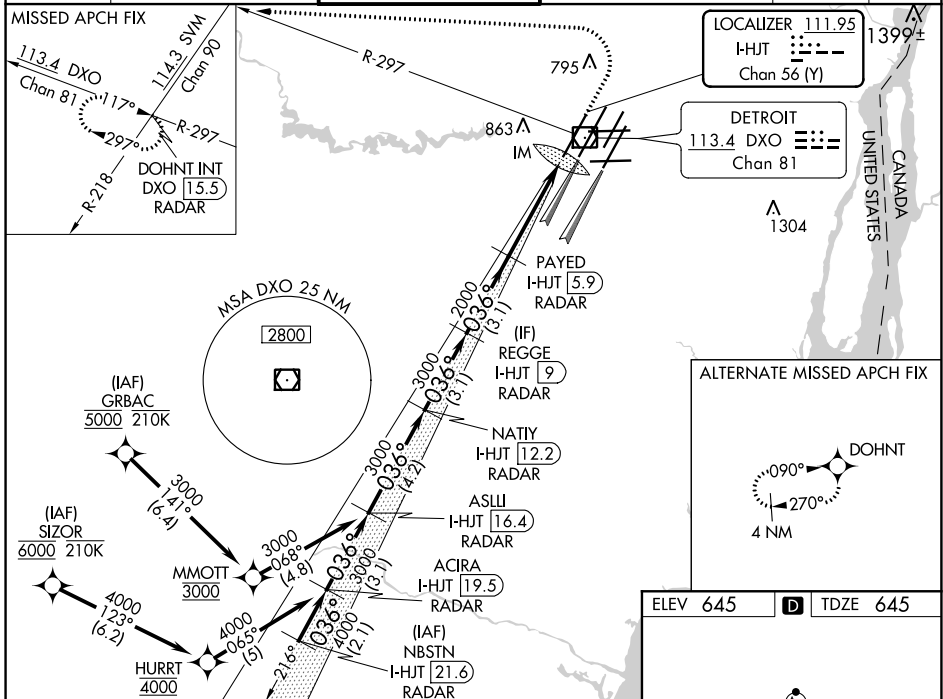 MISSED APCH FIX
113.4 DXO
Chan 81
114.3 SVM
Chan 90
117°
297°
R-297
R-218
DOHNT INT
DXO 15.5
RADAR
R-297
795
863
IM
LOCALIZER 111.95
I-HJT
Chan 56 (Y)
1399±
DETROIT
113.4 DXO
Chan 81
CANADA
UNITED STATES
1304
PAYED
I-HJT 5.9
RADAR
2000
036°
(3.1)
(IF)
REGGE
I-HJT 9
RADAR
3000
036°
(3.1)
NATIY
I-HJT 12.2
RADAR
3000
036°
(4.2)
ASLLI
I-HJT 16.4
RADAR
036°
3000
(3.1)
ACIRA
I-HJT 19.5
RADAR
036°
4000
(2.1)
(IAF)
NBSTN
I-HJT 21.6
RADAR
216°
MSA DXO 25 NM
2800
(IAF)
GRBAC
5000 210K
3000
141°
(6.4)
(IAF)
SIZOR
6000 210K
4000
123°
(6.2)
MMOTT
3000
3000
068°
(4.8)
HURRT
4000
4000
065°
(5)
ALTERNATE MISSED APCH FIX
DOHNT
090°
270°
4 NM
ELEV 645
D
TDZE 645